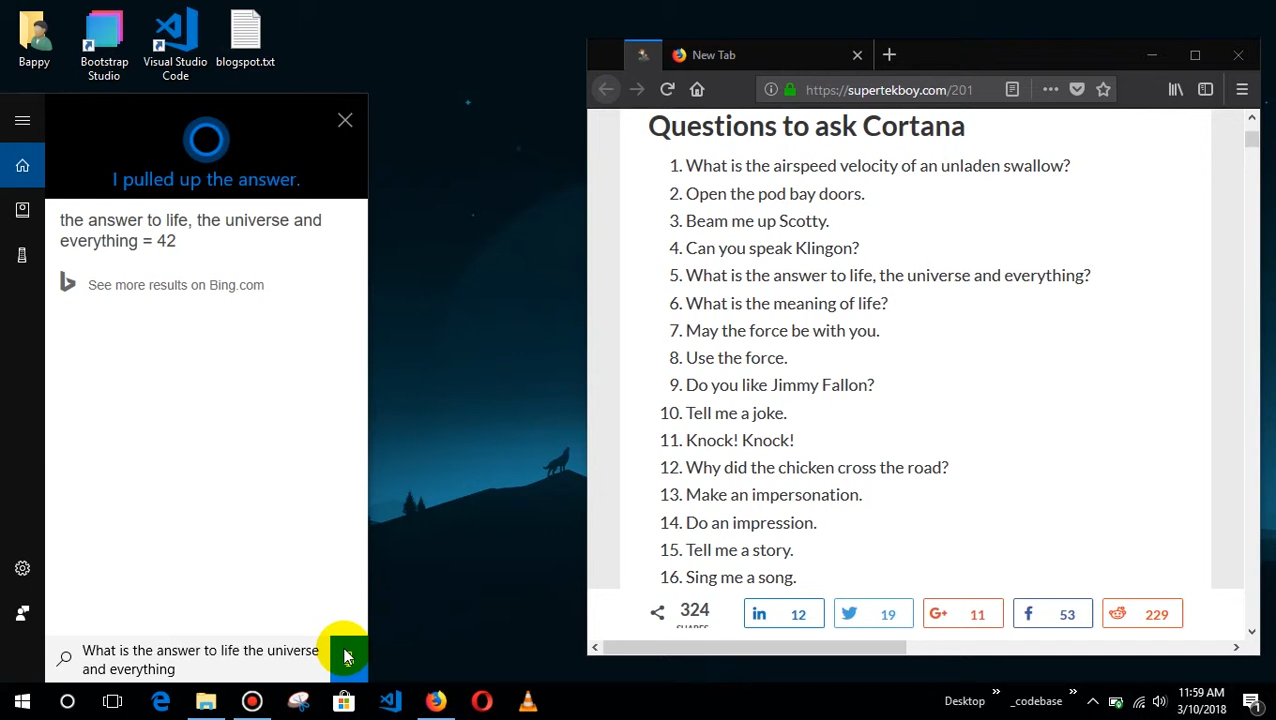 Bappy
Bootstrap
Studio
Visual Studio
Code
blogspot.txt
I pulled up the answer.
the answer to life, the universe and
everything = 42
See more results on Bing.com
What is the answer to life the universe
and everything
New Tab
https://supertekboy.com/201
Questions to ask Cortana
1. What is the airspeed velocity of an unladen swallow?
2. Open the pod bay doors.
3. Beam me up Scotty.
4. Can you speak Klingon?
5. What is the answer to life, the universe and everything?
6. What is the meaning of life?
7. May the force be with you.
8. Use the force.
9. Do you like Jimmy Fallon?
10. Tell me a joke.
11. Knock! Knock!
12. Why did the chicken cross the road?
13. Make an impersonation.
14. Do an impression.
15. Tell me a story.
16. Sing me a song.
324
SHARES
12
19
11
53
229
Desktop
_codebase
11:59 AM
3/10/2018
1